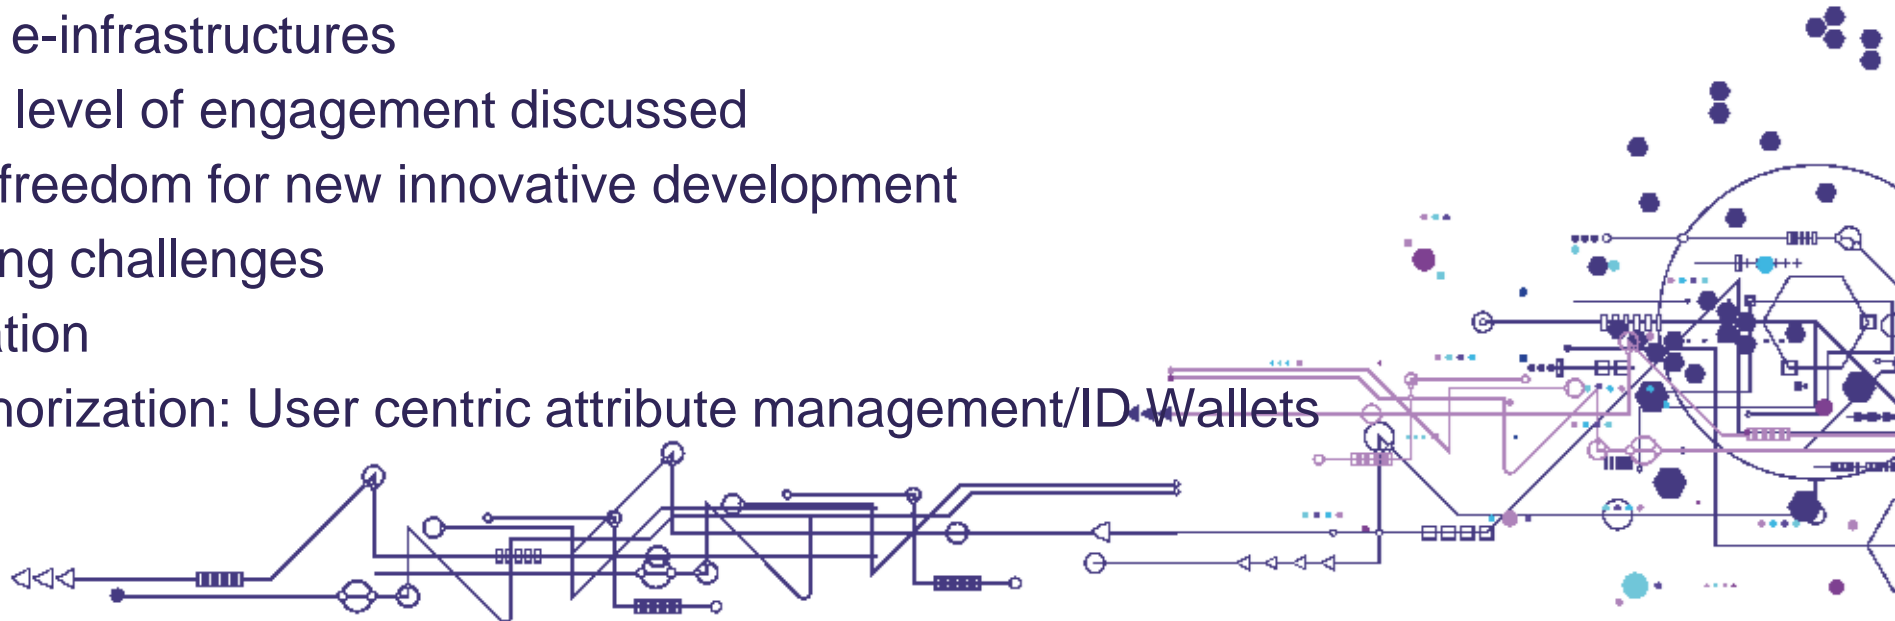 e-infrastructures
level of engagement discussed
freedom for new innovative development
ng challenges
ation
horization: User centric attribute management/ID Wallets